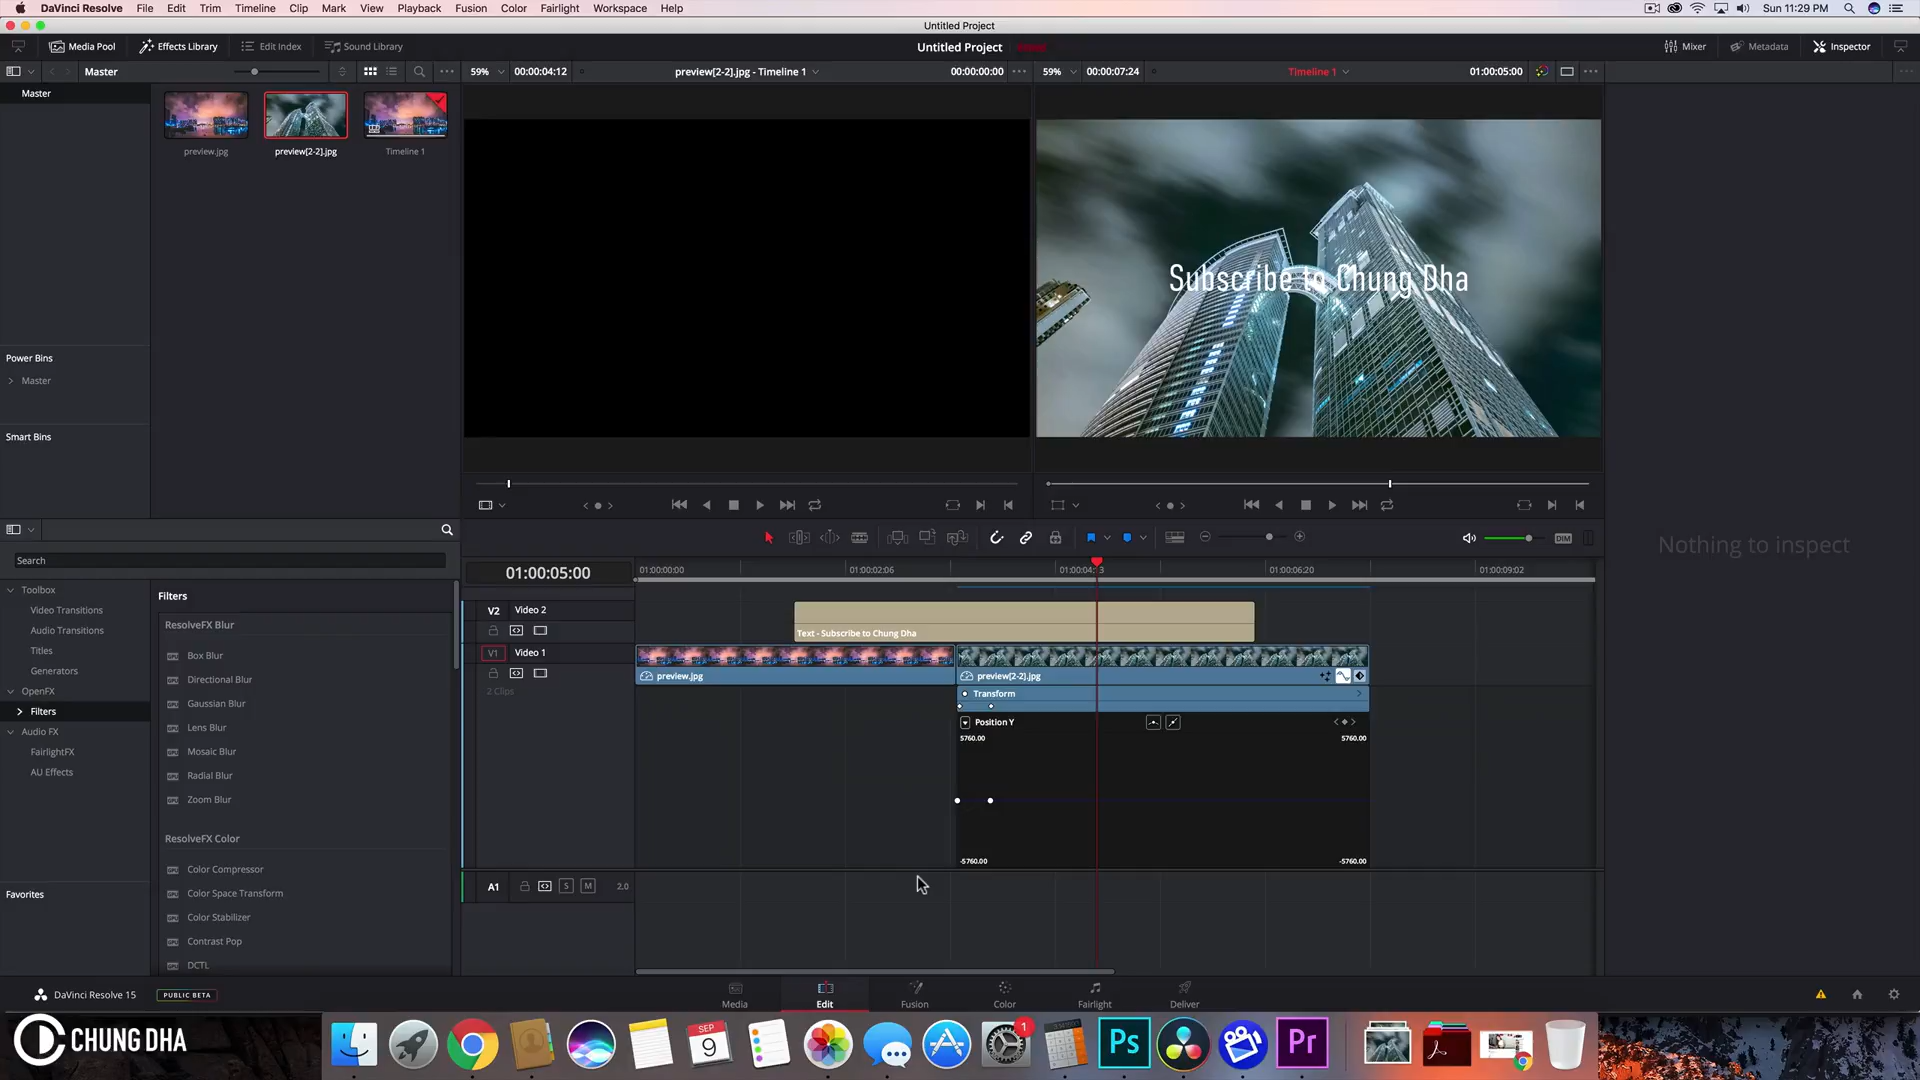 DaVinci Resolve File Edit Trim Timeline Clip Mark View Playback Fusion Color Fairlight Workspace Help Sun 11:29 PM
Untitled Project
Media Pool Effects Library Edit Index Sound Library Untitled Project Mixer Metadata Inspector
Master 59% 00:00:04:12 preview[2-2].jpg - Timeline 1 00:00:00:00 59% 00:00:07:24 Timeline 1 01:00:05:00
Master
preview.jpg preview[2-2].jpg Timeline 1
Subscribe to Chung Dha
Power Bins
Master
Smart Bins
DIM
Nothing to inspect
Search
01:00:05:00 01:00:00:00 01:00:02:06 01:00:06:20 01:00:09:02
Toolbox
Video Transitions
Audio Transitions
Titles
Generators
OpenFX
Filters
Audio FX
FairlightFX
AU Effects
Favorites
Filters
ResolveFX Blur
Box Blur
Directional Blur
Gaussian Blur
Lens Blur
Mosaic Blur
Radial Blur
Zoom Blur
ResolveFX Color
Color Compressor
Color Space Transform
Color Stabilizer
Contrast Pop
DCTL
V2 Video 2
Text - Subscribe to Chung Dha
V1 Video 1
2 Clips
preview.jpg preview[2-2].jpg
Transform
Position Y
5760.00 5760.00
-5760.00 -5760.00
A1 S M 2.0
DaVinci Resolve 15 PUBLIC BETA
Media Edit Fusion Color Fairlight Deliver
CHUNG DHA
SEP
9
1
Ps
Pr